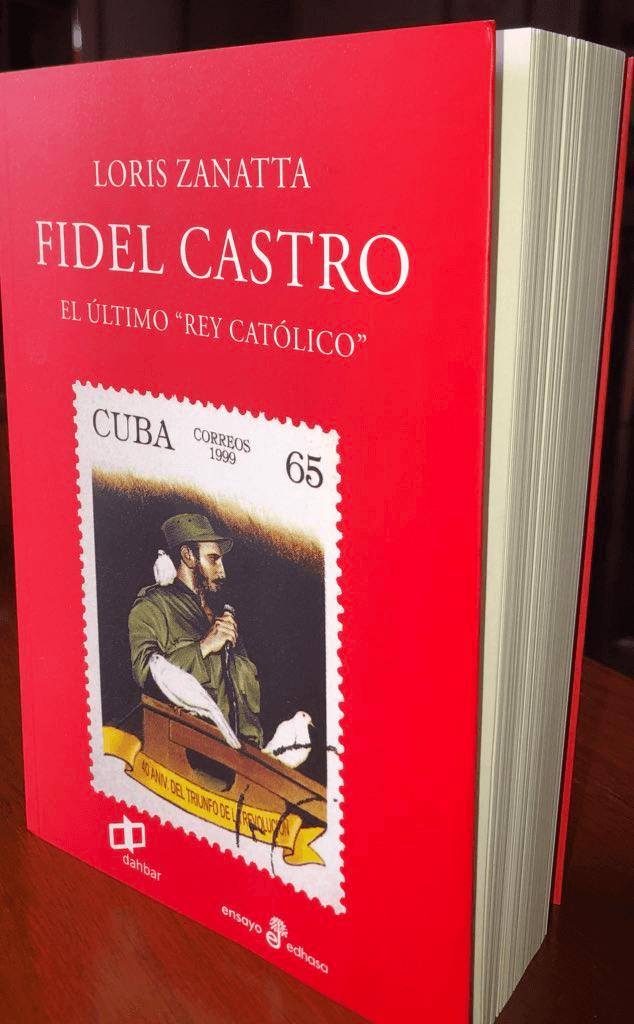 LORIS ZANATTA
FIDEL CASTRO
EL ÚLTIMO “REY CATÓLICO”
CUBA
CORREOS
1999
65
40 ANIV. DEL TRIUNFO DE LA REVOLUCION
dahbar
ensayo
edhasa